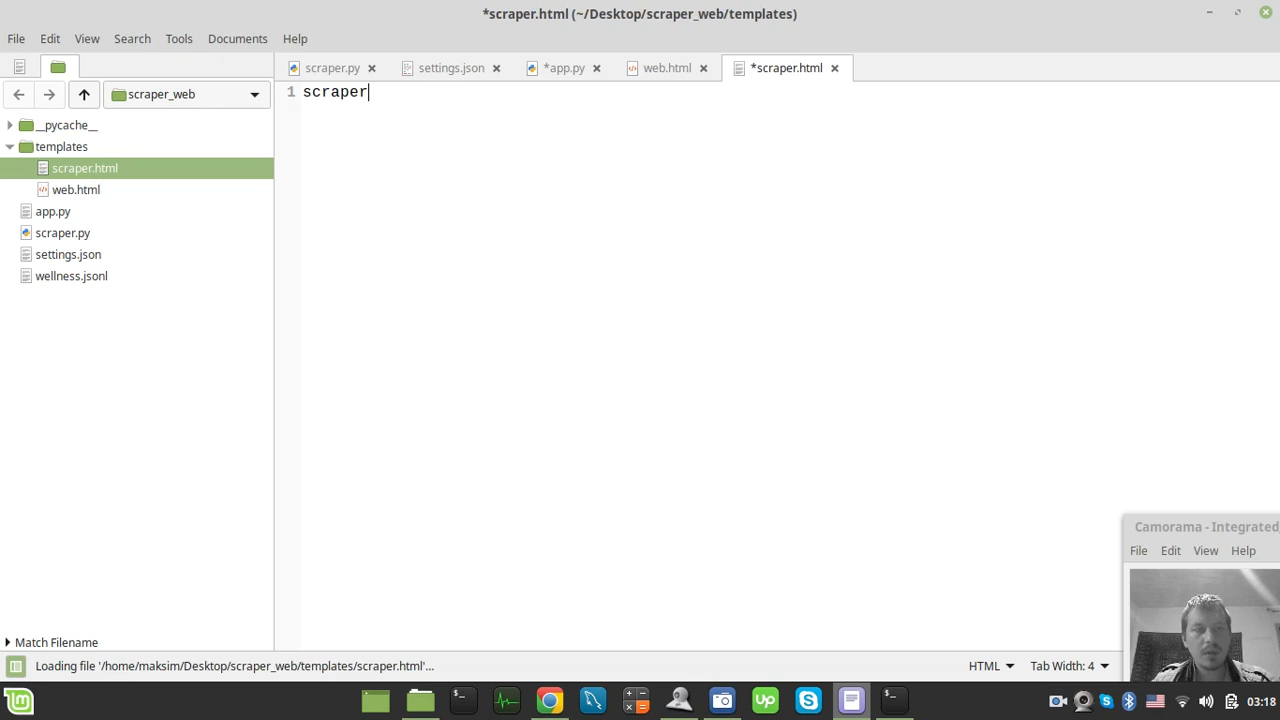 *scraper.html (~/Desktop/scraper_web/templates)
File Edit View Search Tools Documents Help
scraper.py settings.json *app.py web.html *scraper.html
scraper_web
1 scraper
__pycache__
templates
scraper.html
web.html
app.py
scraper.py
settings.json
wellness.jsonl
Camorama - Integrated
File Edit View Help
Match Filename
Loading file '/home/maksim/Desktop/scraper_web/templates/scraper.html'...
HTML Tab Width: 4
Up
03:18